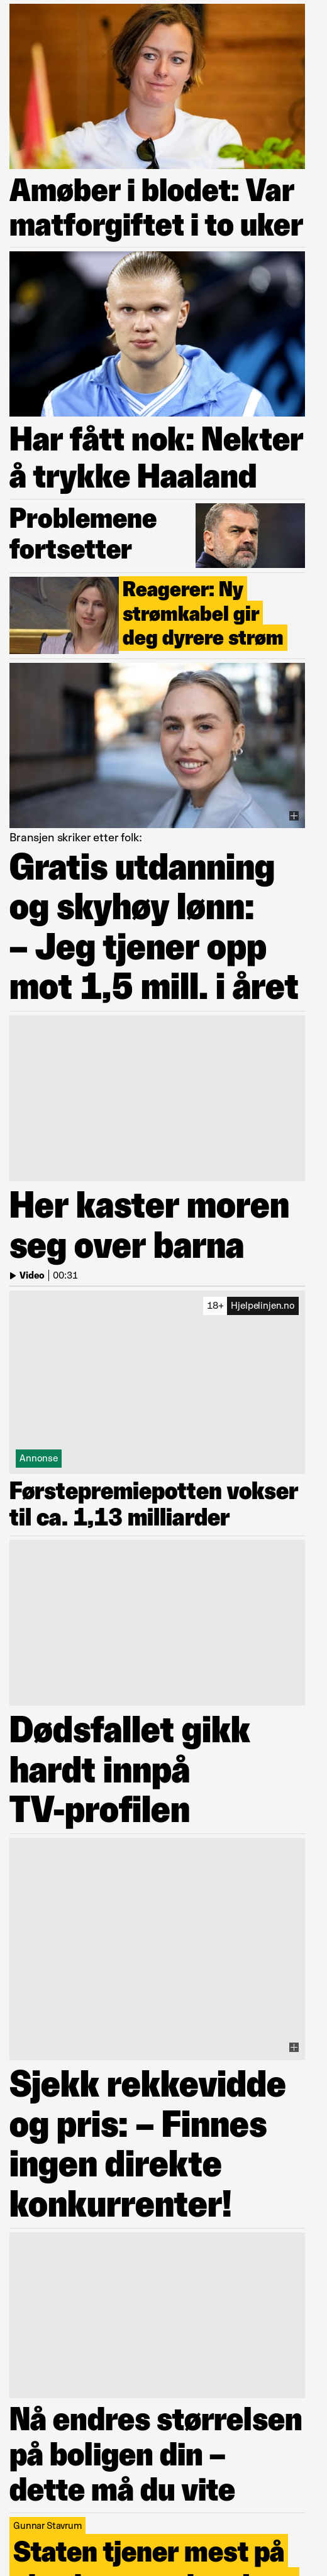 Amøber i blodet: Var
matforgiftet i to uker
Har fått nok: Nekter
å trykke Haaland
Problemene
fortsetter
Reagerer: Ny
strømkabel gir
deg dyrere strøm
Bransjen skriker etter folk:
Gratis utdanning
og skyhøy lønn:
– Jeg tjener opp
mot 1,5 mill. i året
Her kaster moren
seg over barna
Video | 00:31
18+ Hjelpelinjen.no
Annonse
Førstepremiepotten vokser
til ca. 1,13 milliarder
Dødsfallet gikk
hardt innpå
TV-profilen
Sjekk rekkevidde
og pris: – Finnes
ingen direkte
konkurrenter!
Nå endres størrelsen
på boligen din –
dette må du vite
Gunnar Stavrum
Staten tjener mest på